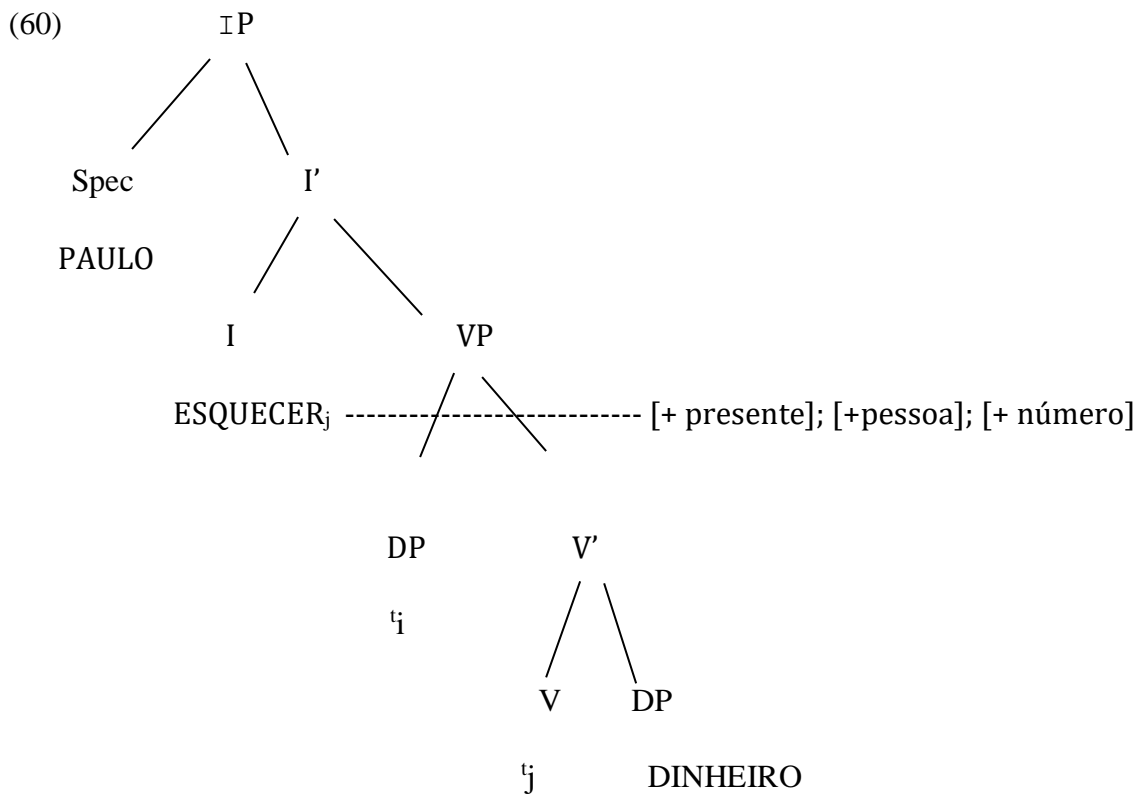 (60) IP
Spec I’
PAULO
I VP
ESQUECERj ---------------------------- [+ presente]; [+pessoa]; [+ número]
DP V’
ti
V DP
tj DINHEIRO